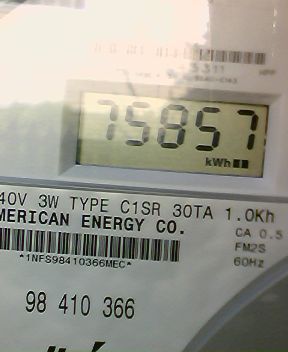 75857
kWh
40V 3W TYPE C1SR 30TA 1.0Kh
MERICAN ENERGY CO.
CA 0.5
FM2S
60Hz
*1NFS98410366MEC*
98 410 366